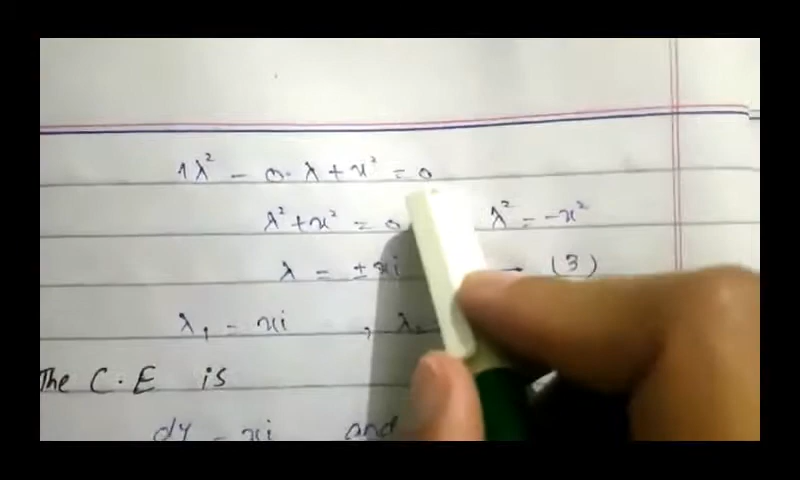 1λ² - 0·λ + x² = 0
λ² + x² = 0 λ² = -x²
λ = ±xi → (3)
λ₁ = xi , λ₂
The C.E is
dy = xi and